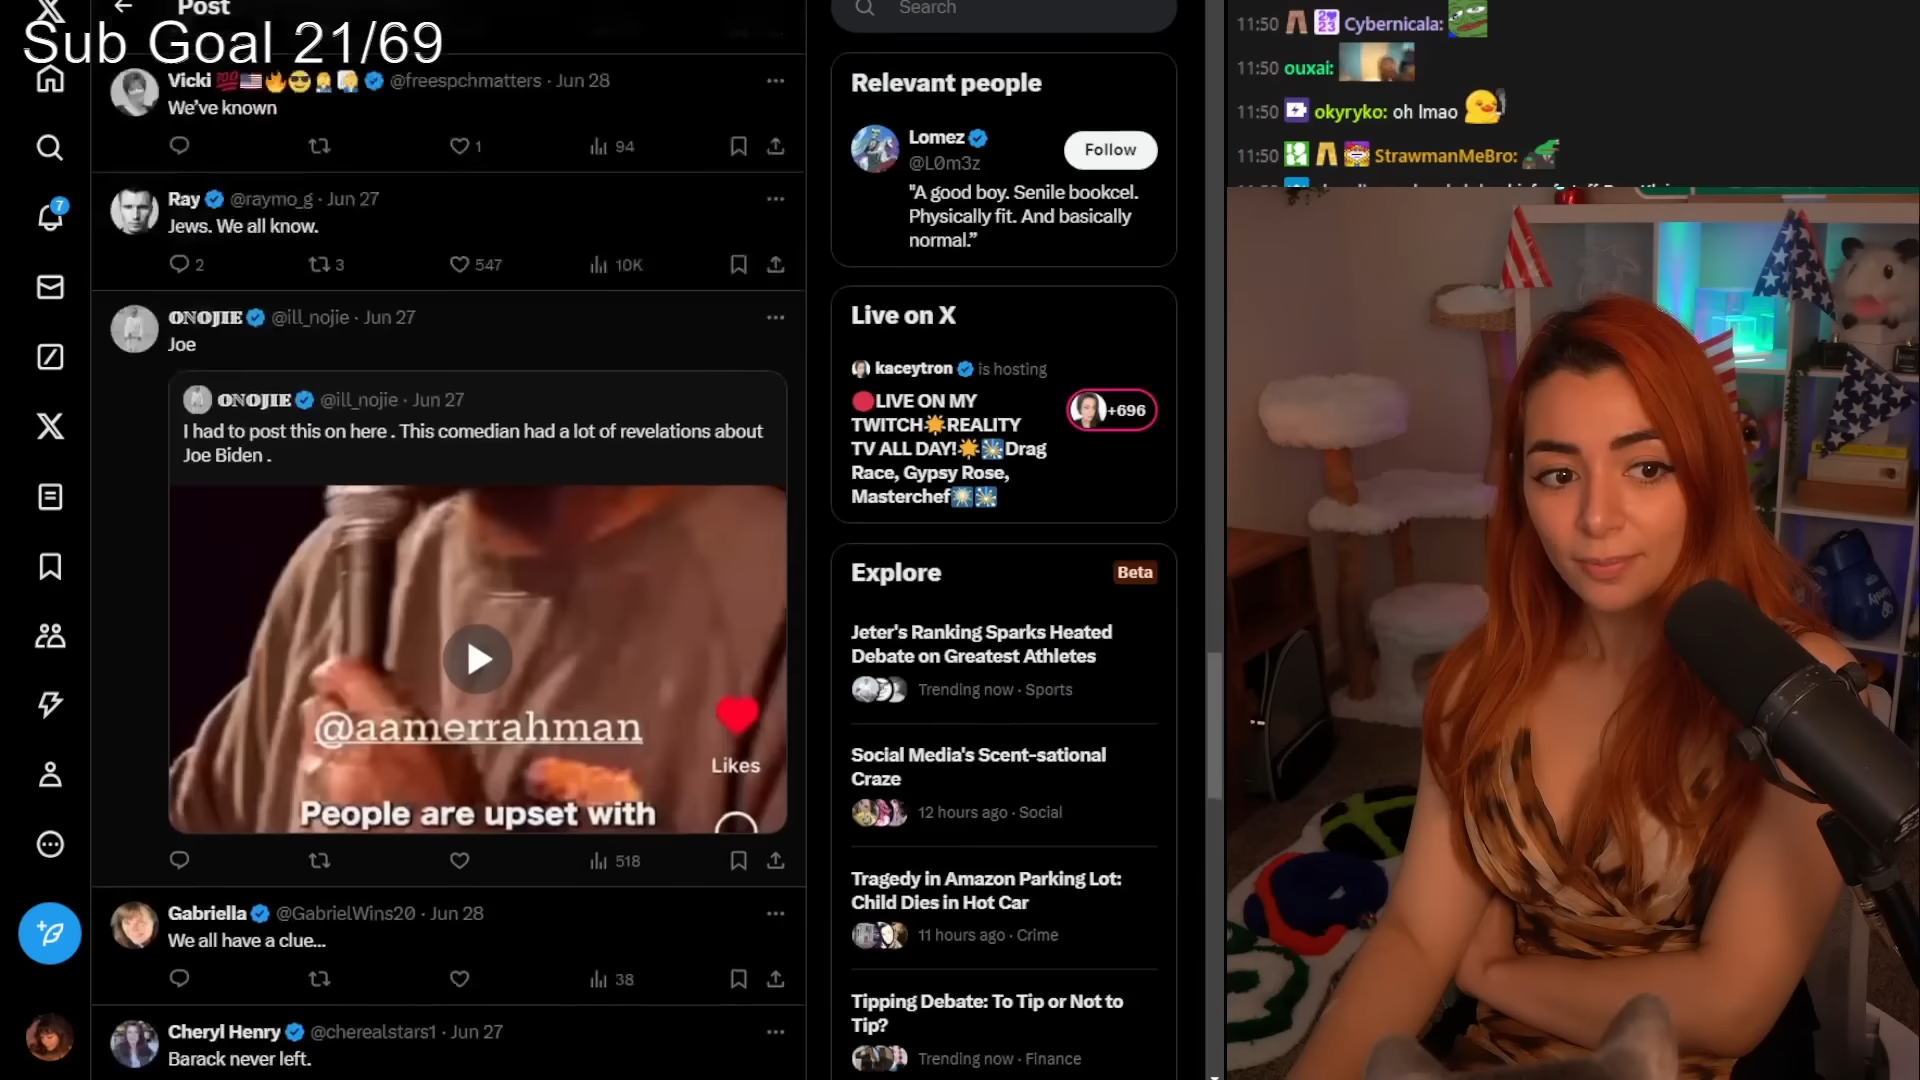 Post
Sub Goal 21/69
Vicki @freespchmatters · Jun 28
We've known
1
94
7
Ray @raymo_g · Jun 27
Jews. We all know.
2
3
547
10K
ONOJIE @ill_nojie · Jun 27
Joe
ONOJIE @ill_nojie · Jun 27
I had to post this on here . This comedian had a lot of revelations about
Joe Biden .
@aamerrahman
Likes
People are upset with
518
Gabriella @GabrielWins20 · Jun 28
We all have a clue...
38
Cheryl Henry @cherealstars1 · Jun 27
Barack never left.
Search
Relevant people
Lomez
@L0m3z
Follow
"A good boy. Senile bookcel.
Physically fit. And basically
normal.”
Live on X
kaceytron is hosting
LIVE ON MY
TWITCH REALITY
TV ALL DAY! Drag
Race, Gypsy Rose,
Masterchef
+696
Explore
Beta
Jeter's Ranking Sparks Heated
Debate on Greatest Athletes
Trending now · Sports
Social Media's Scent-sational
Craze
12 hours ago · Social
Tragedy in Amazon Parking Lot:
Child Dies in Hot Car
11 hours ago · Crime
Tipping Debate: To Tip or Not to
Tip?
Trending now · Finance
11:50 Cybernicala:
11:50 ouxai:
11:50 okyryko: oh lmao
11:50 StrawmanMeBro: